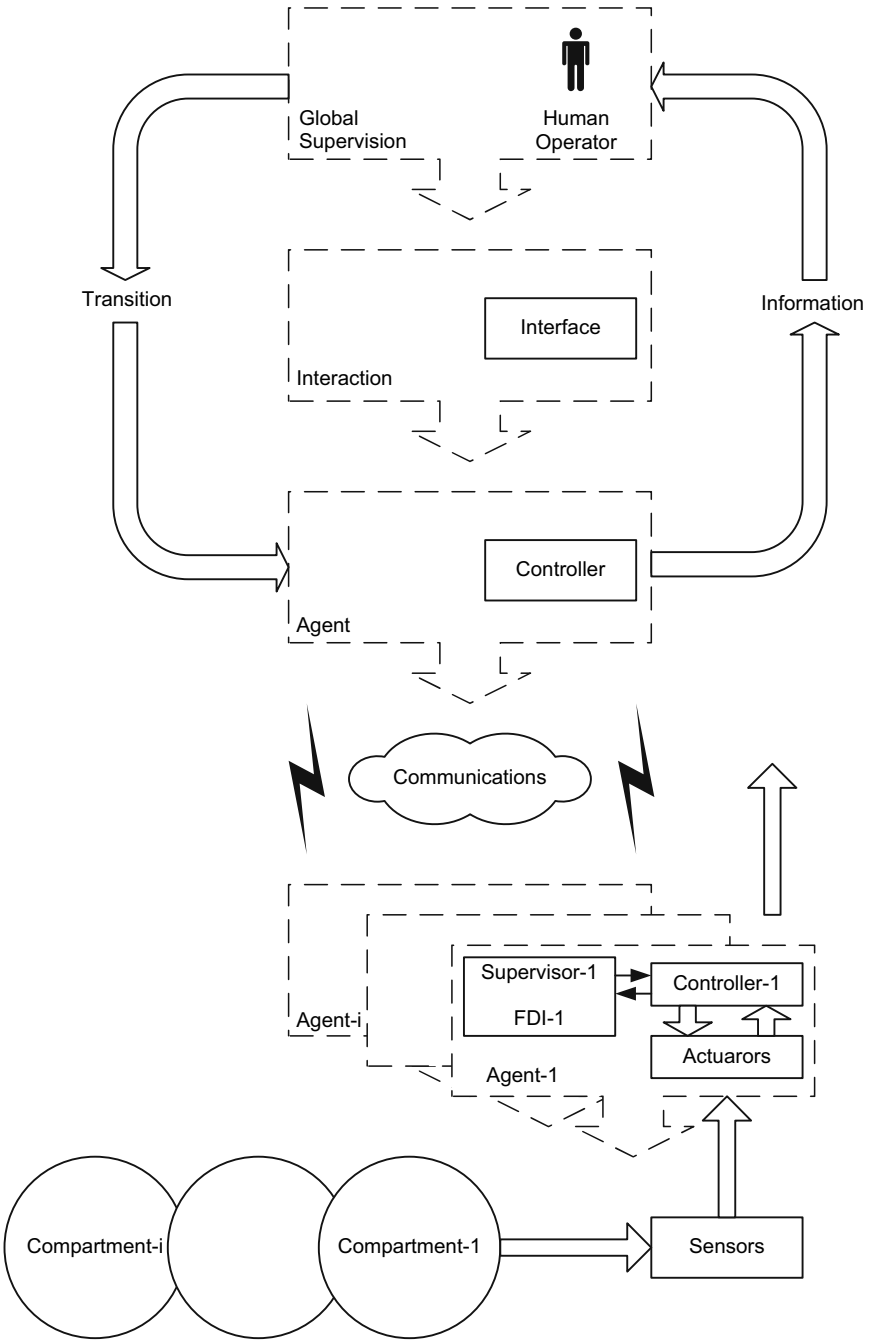 Global
Supervision
Human
Operator
Transition
Information
Interface
Interaction
Controller
Agent
Communications
Supervisor-1
Controller-1
FDI-1
Agent-i
Actuarors
Agent-1
Compartment-i
Compartment-1
Sensors